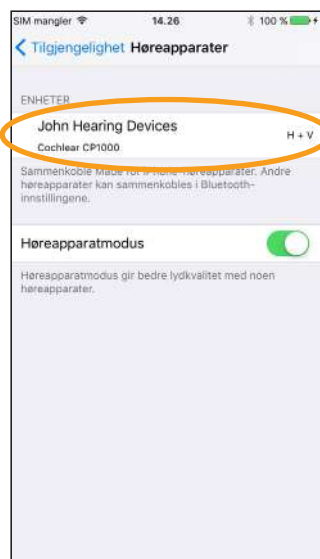 SIM mangler 14.26 100 %
Tilgjengelighet Høreapparater
ENHETER
John Hearing Devices H + V
Cochlear CP1000
Sammenkoble Made for iPhone-høreapparater. Andre
høreapparater kan sammenkobles i Bluetooth-
innstillingene.
Høreapparatmodus
Høreapparatmodus gir bedre lydkvalitet med noen
høreapparater.